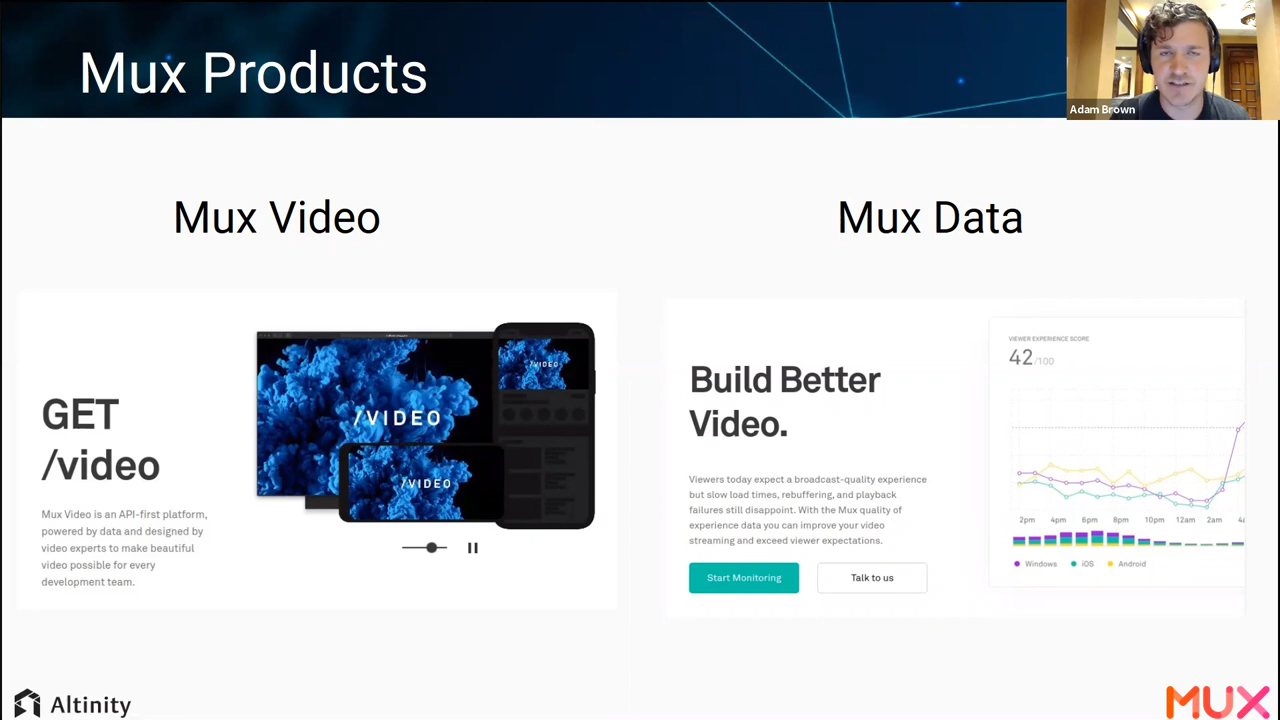 Mux Products
Adam Brown
Mux Video
Mux Data
GET
/video
Mux Video is an API-first platform,
powered by data and designed by
video experts to make beautiful
video possible for every
development team.
/VIDEO
/VIDEO
/VIDEO
Build Better
Video.
Viewers today expect a broadcast-quality experience
but slow load times, rebuffering, and playback
failures still disappoint. With the Mux quality of
experience data you can improve your video
streaming and exceed viewer expectations.
Start Monitoring
Talk to us
VIEWER EXPERIENCE SCORE
42/100
2pm 4pm 6pm 8pm 10pm 12am 2am
Windows iOS Android
Altinity
MUX